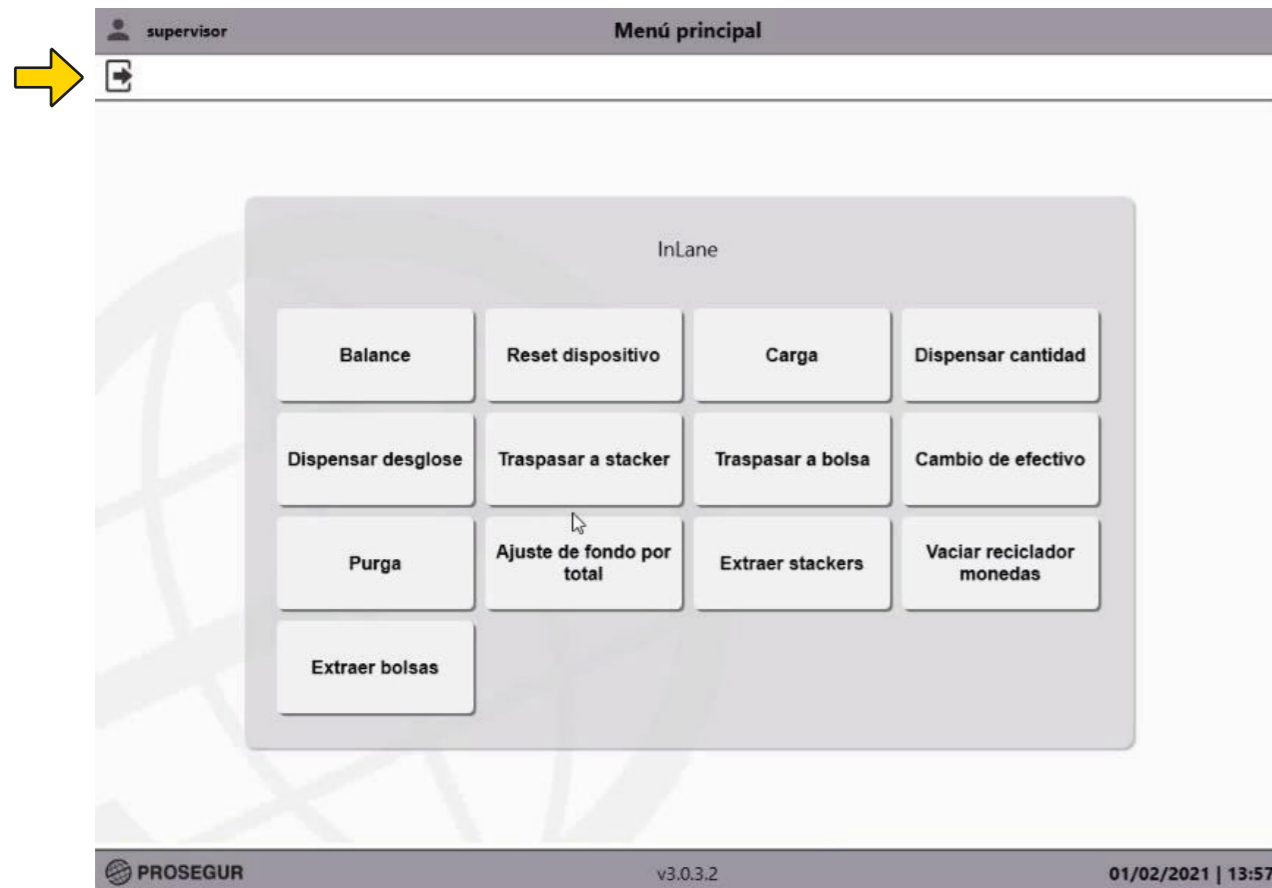 supervisor
Menú principal
InLane
Balance
Reset dispositivo
Carga
Dispensar cantidad
Dispensar desglose
Traspasar a stacker
Traspasar a bolsa
Cambio de efectivo
Purga
Ajuste de fondo por
total
Extraer stackers
Vaciar reciclador
monedas
Extraer bolsas
PROSEGUR
v3.0.3.2
01/02/2021 | 13:57